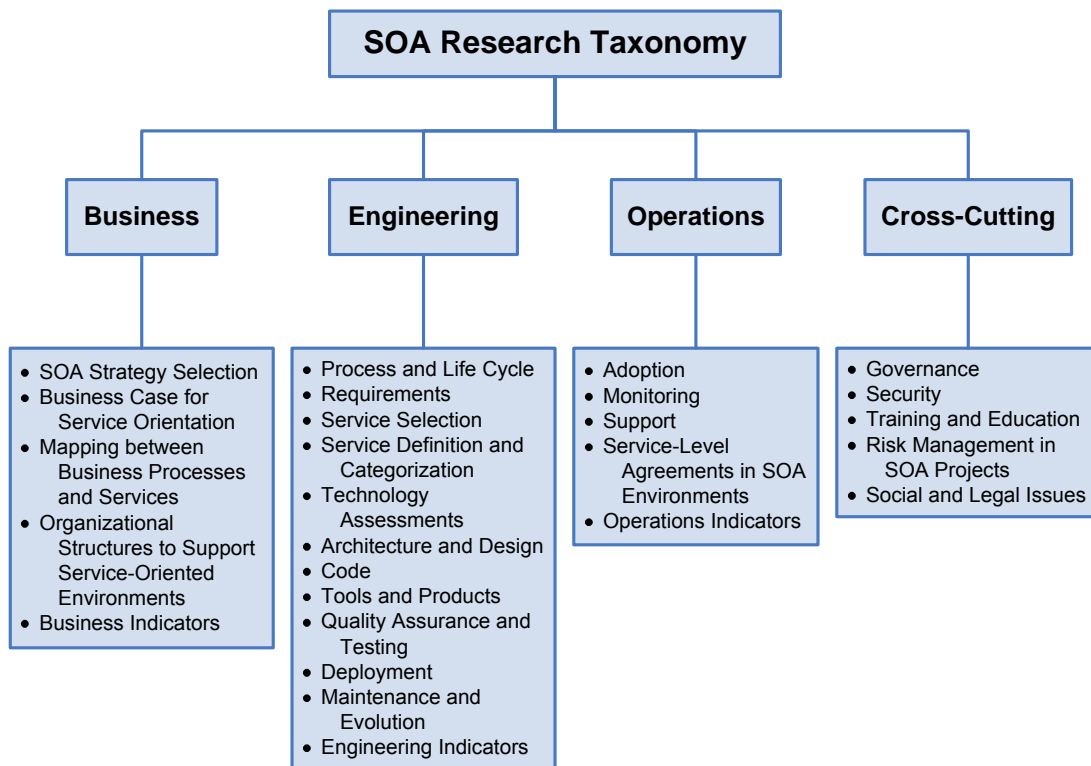 SOA Research Taxonomy
Business
Engineering
Operations
Cross-Cutting
• SOA Strategy Selection
• Business Case for
Service Orientation
• Mapping between
Business Processes
and Services
• Organizational
Structures to Support
Service-Oriented
Environments
• Business Indicators
• Process and Life Cycle
• Requirements
• Service Selection
• Service Definition and
Categorization
• Technology
Assessments
• Architecture and Design
• Code
• Tools and Products
• Quality Assurance and
Testing
• Deployment
• Maintenance and
Evolution
• Engineering Indicators
• Adoption
• Monitoring
• Support
• Service-Level
Agreements in SOA
Environments
• Operations Indicators
• Governance
• Security
• Training and Education
• Risk Management in
SOA Projects
• Social and Legal Issues